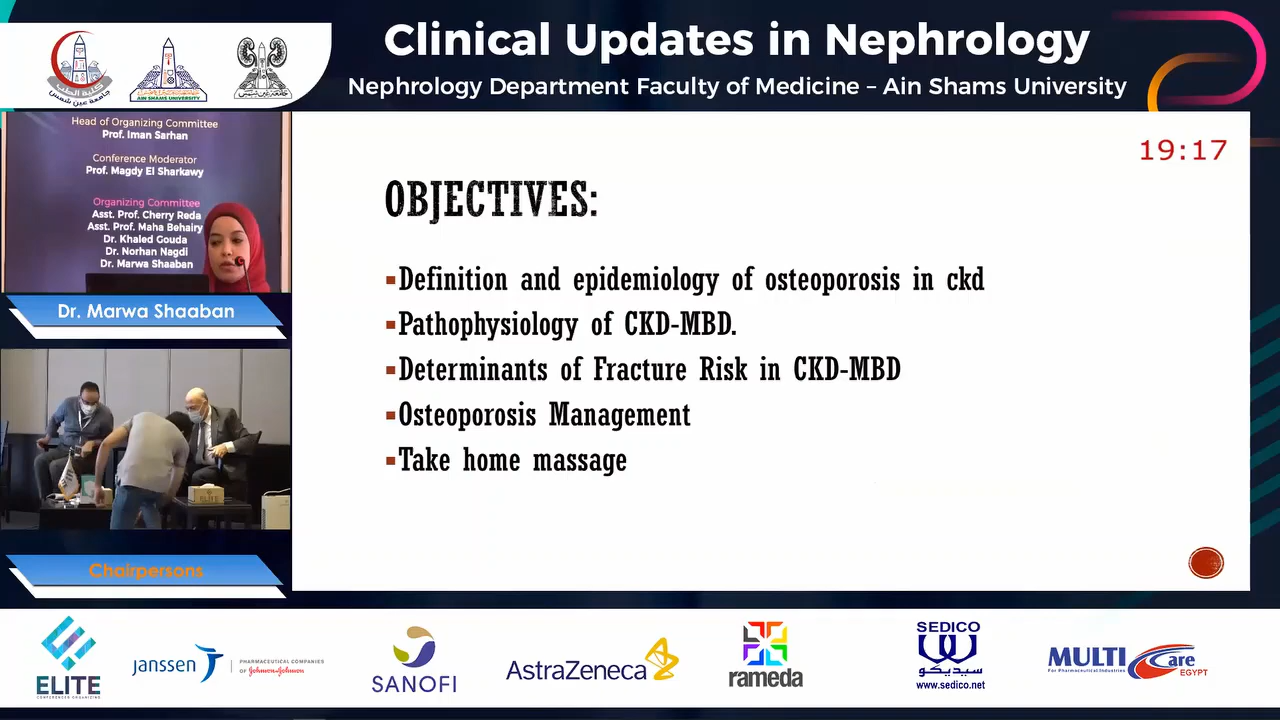 Clinical Updates in Nephrology
Nephrology Department Faculty of Medicine – Ain Shams University
AIN SHAMS UNIVERSITY
Head of Organizing Committee
Prof. Iman Sarhan
Conference Moderator
Prof. Magdy El Sharkawy
Organizing Committee
Asst. Prof. Cherry Reda
Asst. Prof. Maha Behairy
Dr. Khaled Gouda
Dr. Norhan Nagdi
Dr. Marwa Shaaban
Dr. Marwa Shaaban
Chairpersons
19:17
OBJECTIVES:
Definition and epidemiology of osteoporosis in ckd
Pathophysiology of CKD-MBD.
Determinants of Fracture Risk in CKD-MBD
Osteoporosis Management
Take home massage
ELITE
CONFERENCES ORGANIZING
janssen
PHARMACEUTICAL COMPANIES
OF Johnson&Johnson
SANOFI
AstraZeneca
rameda
SEDICO
سيديكو
www.sedico.net
MULTI Care
For Pharmaceutical Industries
EGYPT